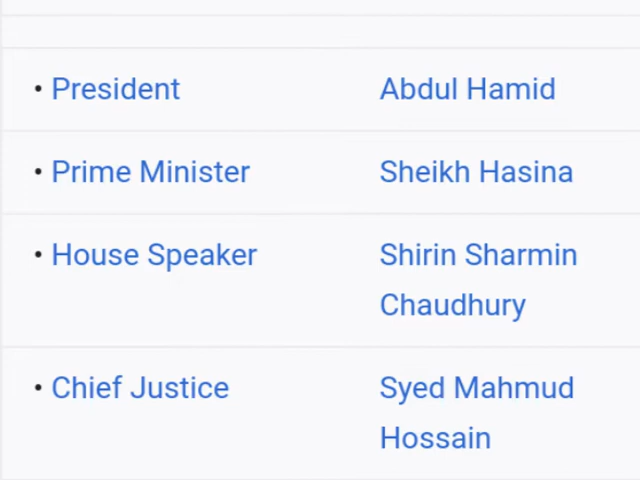 • President Abdul Hamid
• Prime Minister Sheikh Hasina
• House Speaker Shirin Sharmin
Chaudhury
• Chief Justice Syed Mahmud
Hossain